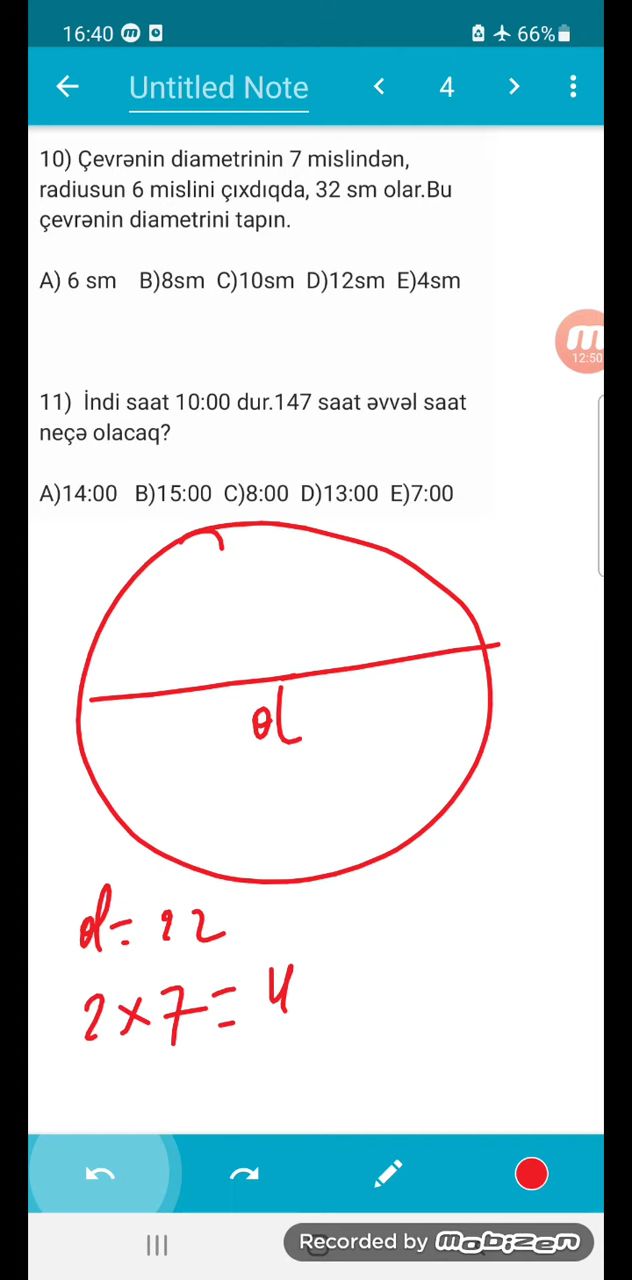 16:40 m 66%
Untitled Note < 4 >
10) Çevrənin diametrinin 7 mislindən,
radiusun 6 mislini çıxdıqda, 32 sm olar.Bu
çevrənin diametrini tapın.
A) 6 sm B)8sm C)10sm D)12sm E)4sm
m
12:50
11) İndi saat 10:00 dur.147 saat əvvəl saat
neçə olacaq?
A)14:00 B)15:00 C)8:00 D)13:00 E)7:00
d
d=22
2×7=4
Recorded by mobizen